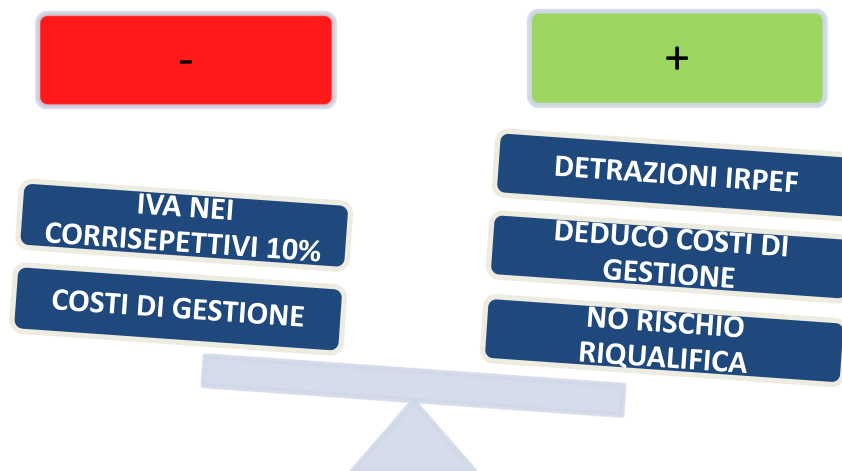 -
+
DETRAZIONI IRPEF
IVA NEI
CORRISEPETTIVI 10%
DEDUCO COSTI DI
GESTIONE
COSTI DI GESTIONE
NO RISCHIO
RIQUALIFICA